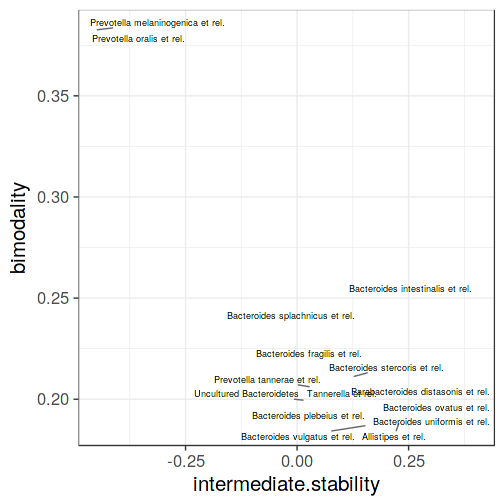 Prevotella melaninogenica et rel.
Prevotella oralis et rel.
0.35
0.30
bimodality
Bacteroides intestinalis et rel.
0.25
Bacteroides splachnicus et rel.
Bacteroides fragilis et rel.
Bacteroides stercoris et rel.
Prevotella tannerae et rel.
Uncultured Bacteroidetes
Tannerella et rel.
Parabacteroides distasonis et rel.
0.20
Bacteroides ovatus et rel.
Bacteroides plebeius et rel.
Bacteroides uniformis et rel.
Bacteroides vulgatus et rel.
Allistipes et rel.
-0.25
0.00
0.25
intermediate.stability